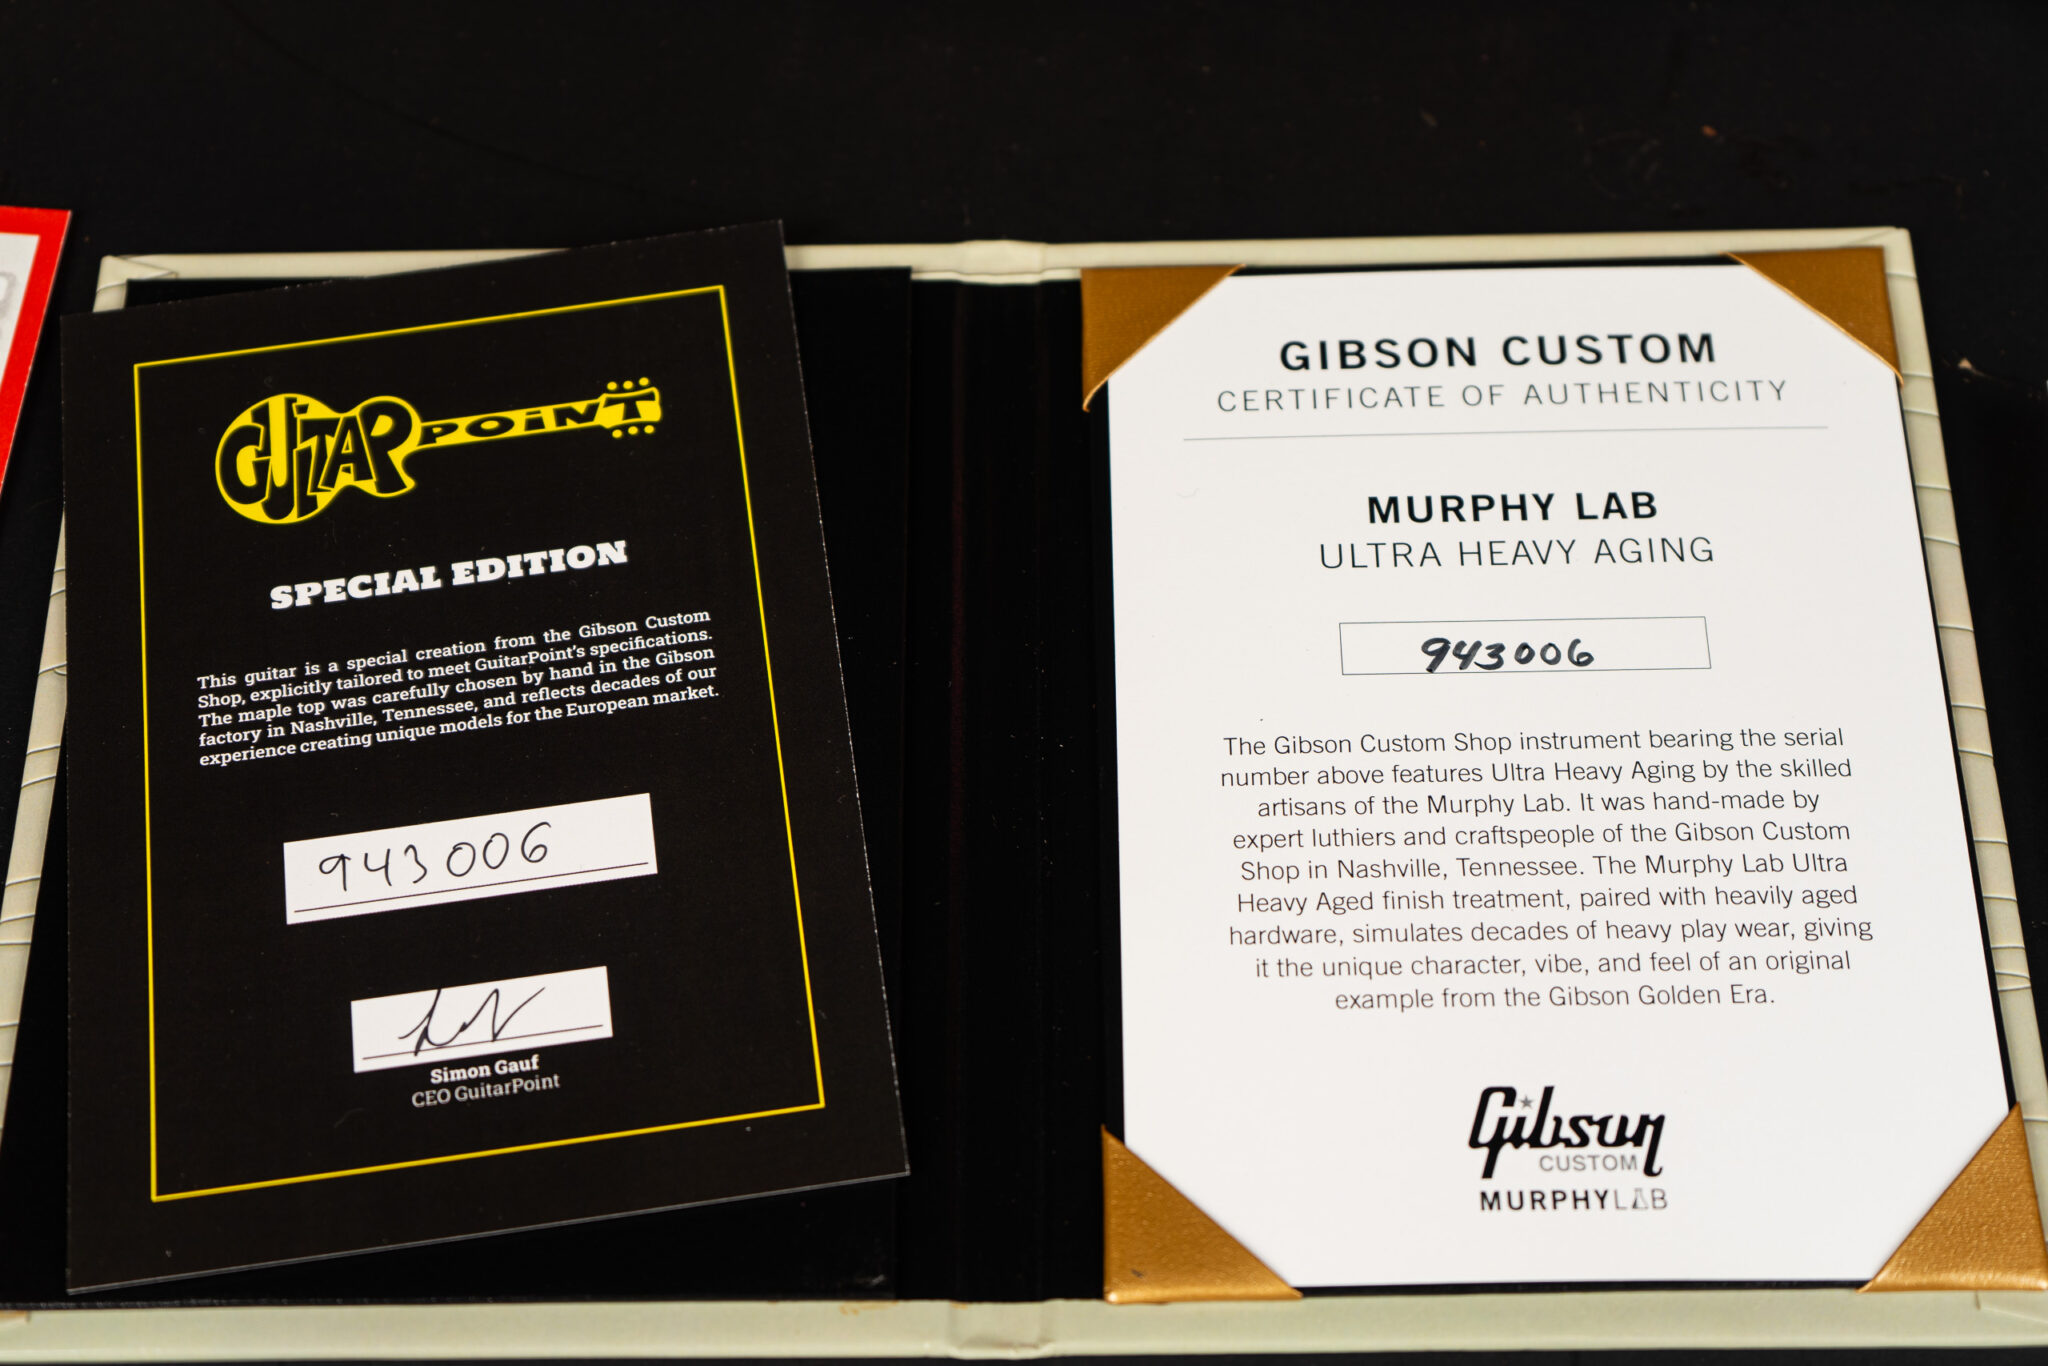 GUITARPOINT
SPECIAL EDITION
This guitar is a special creation from the Gibson Custom
Shop, explicitly tailored to meet GuitarPoint's specifications.
The maple top was carefully chosen by hand in the Gibson
factory in Nashville, Tennessee, and reflects decades of our
experience creating unique models for the European market.
943006
Simon Gauf
CEO GuitarPoint
GIBSON CUSTOM
CERTIFICATE OF AUTHENTICITY
MURPHY LAB
ULTRA HEAVY AGING
943006
The Gibson Custom Shop instrument bearing the serial
number above features Ultra Heavy Aging by the skilled
artisans of the Murphy Lab. It was hand-made by
expert luthiers and craftspeople of the Gibson Custom
Shop in Nashville, Tennessee. The Murphy Lab Ultra
Heavy Aged finish treatment, paired with heavily aged
hardware, simulates decades of heavy play wear, giving
it the unique character, vibe, and feel of an original
example from the Gibson Golden Era.
Gibson
CUSTOM
MURPHYLAB